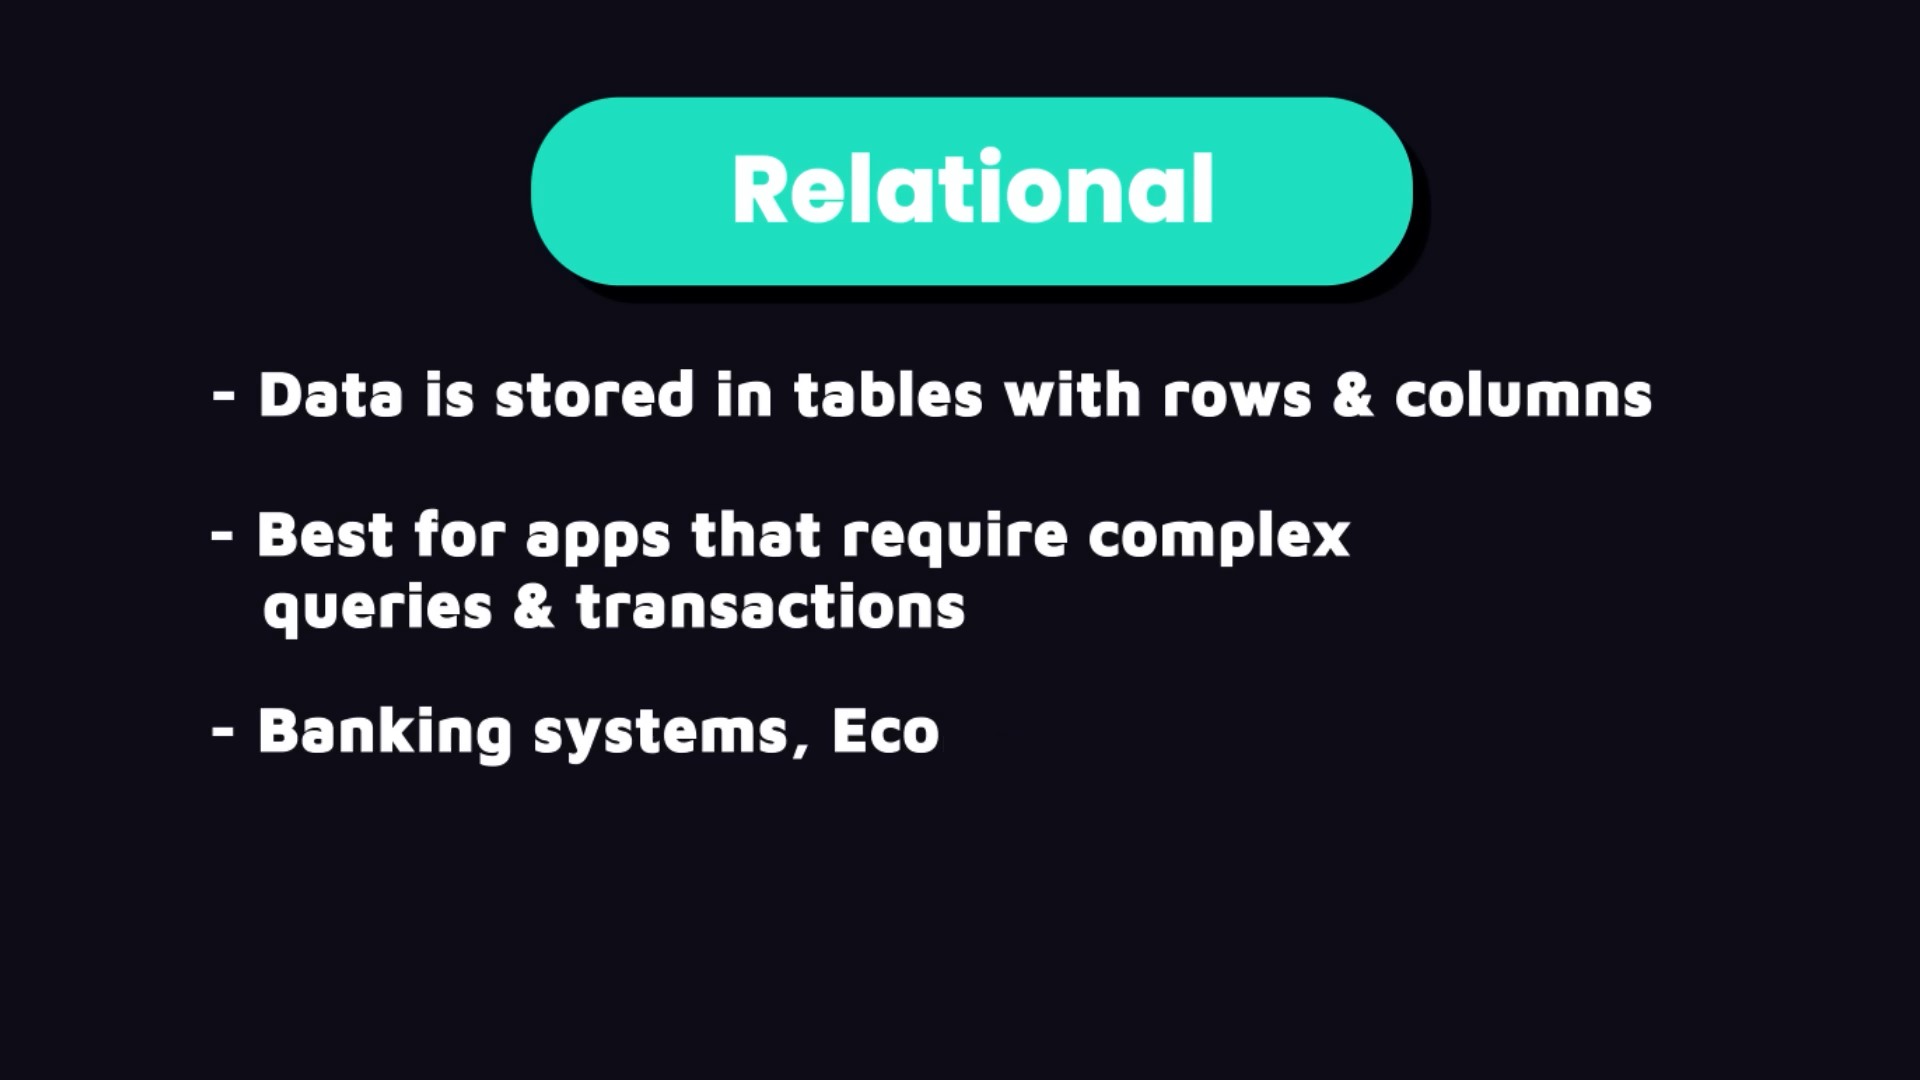 Relational
- Data is stored in tables with rows & columns
- Best for apps that require complex
queries & transactions
- Banking systems, Eco